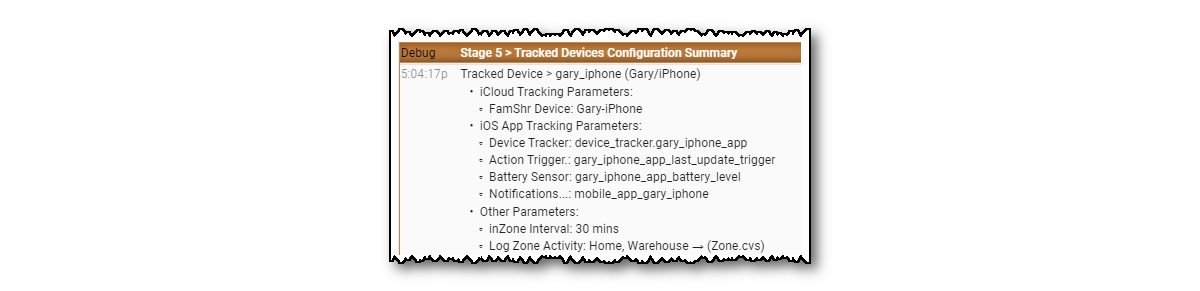 Debug Stage 5 > Tracked Devices Configuration Summary
5:04:17p Tracked Device > gary_iphone (Gary/iPhone)
• iCloud Tracking Parameters:
▫ FamShr Device: Gary-iPhone
• iOS App Tracking Parameters:
▫ Device Tracker: device_tracker.gary_iphone_app
▫ Action Trigger.: gary_iphone_app_last_update_trigger
▫ Battery Sensor: gary_iphone_app_battery_level
▫ Notifications...: mobile_app_gary_iphone
• Other Parameters:
▫ inZone Interval: 30 mins
▫ Log Zone Activity: Home, Warehouse → (Zone.cvs)